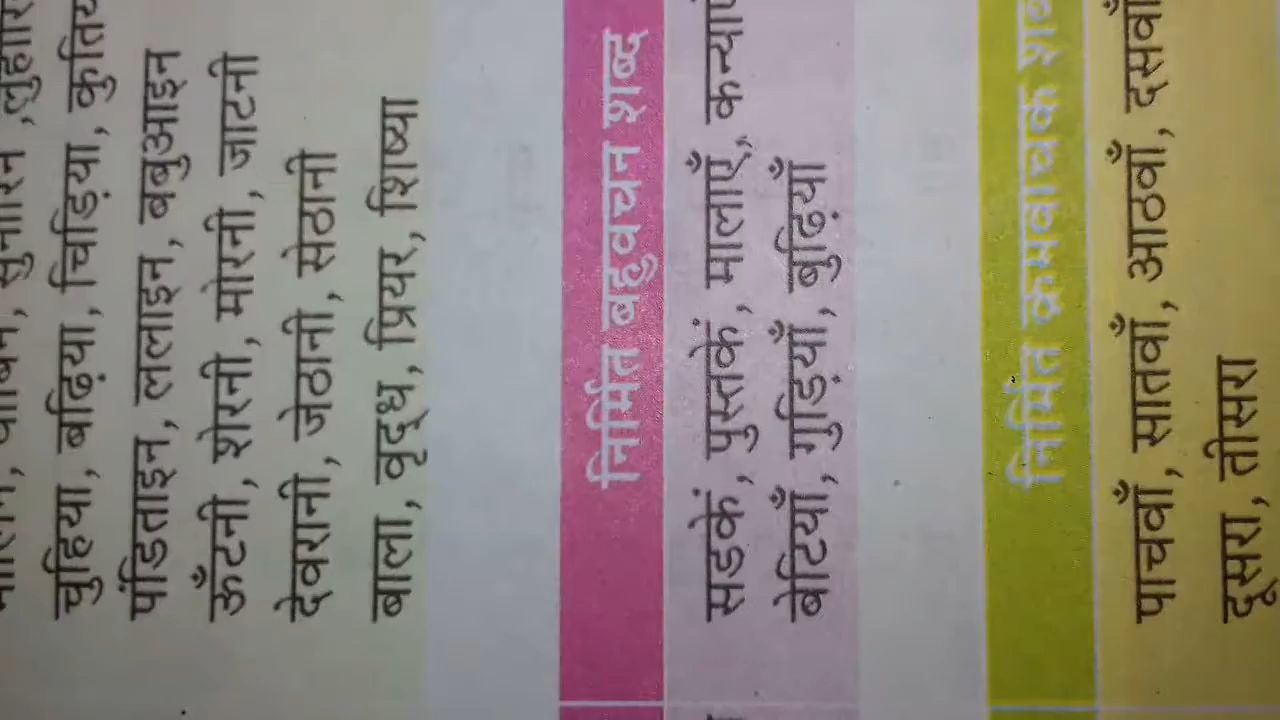 सुनारिन
चुहिया, बढ़िया, चिड़िया,
पंडिताइन, ललाइन, बबुआइन
ऊँटनी, शेरनी, मोरनी, जाटनी
देवरानी, जेठानी, सेठानी
बाला, वृद्ध, प्रियर, शिष्या
निर्मित बहुवचन शब्द
सडकें, पुस्तकें, मालाएँ,
बेटियाँ, गुड़ियाँ, बुढ़ियाँ
निर्मित क्रमवाचक
पाचवाँ, सातवाँ, आठवाँ, दसवाँ
दूसरा, तीसरा